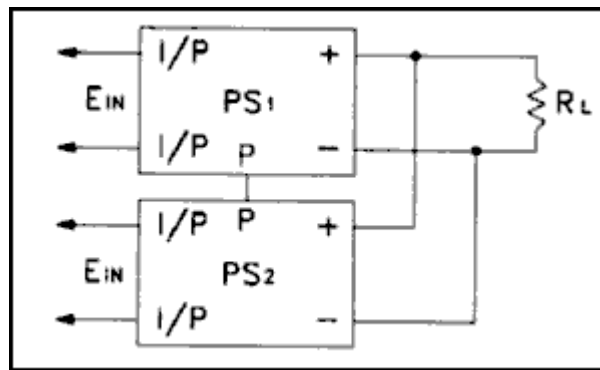 I/P +
EIN PS1 RL
I/P P −
I/P P +
EIN PS2
I/P −